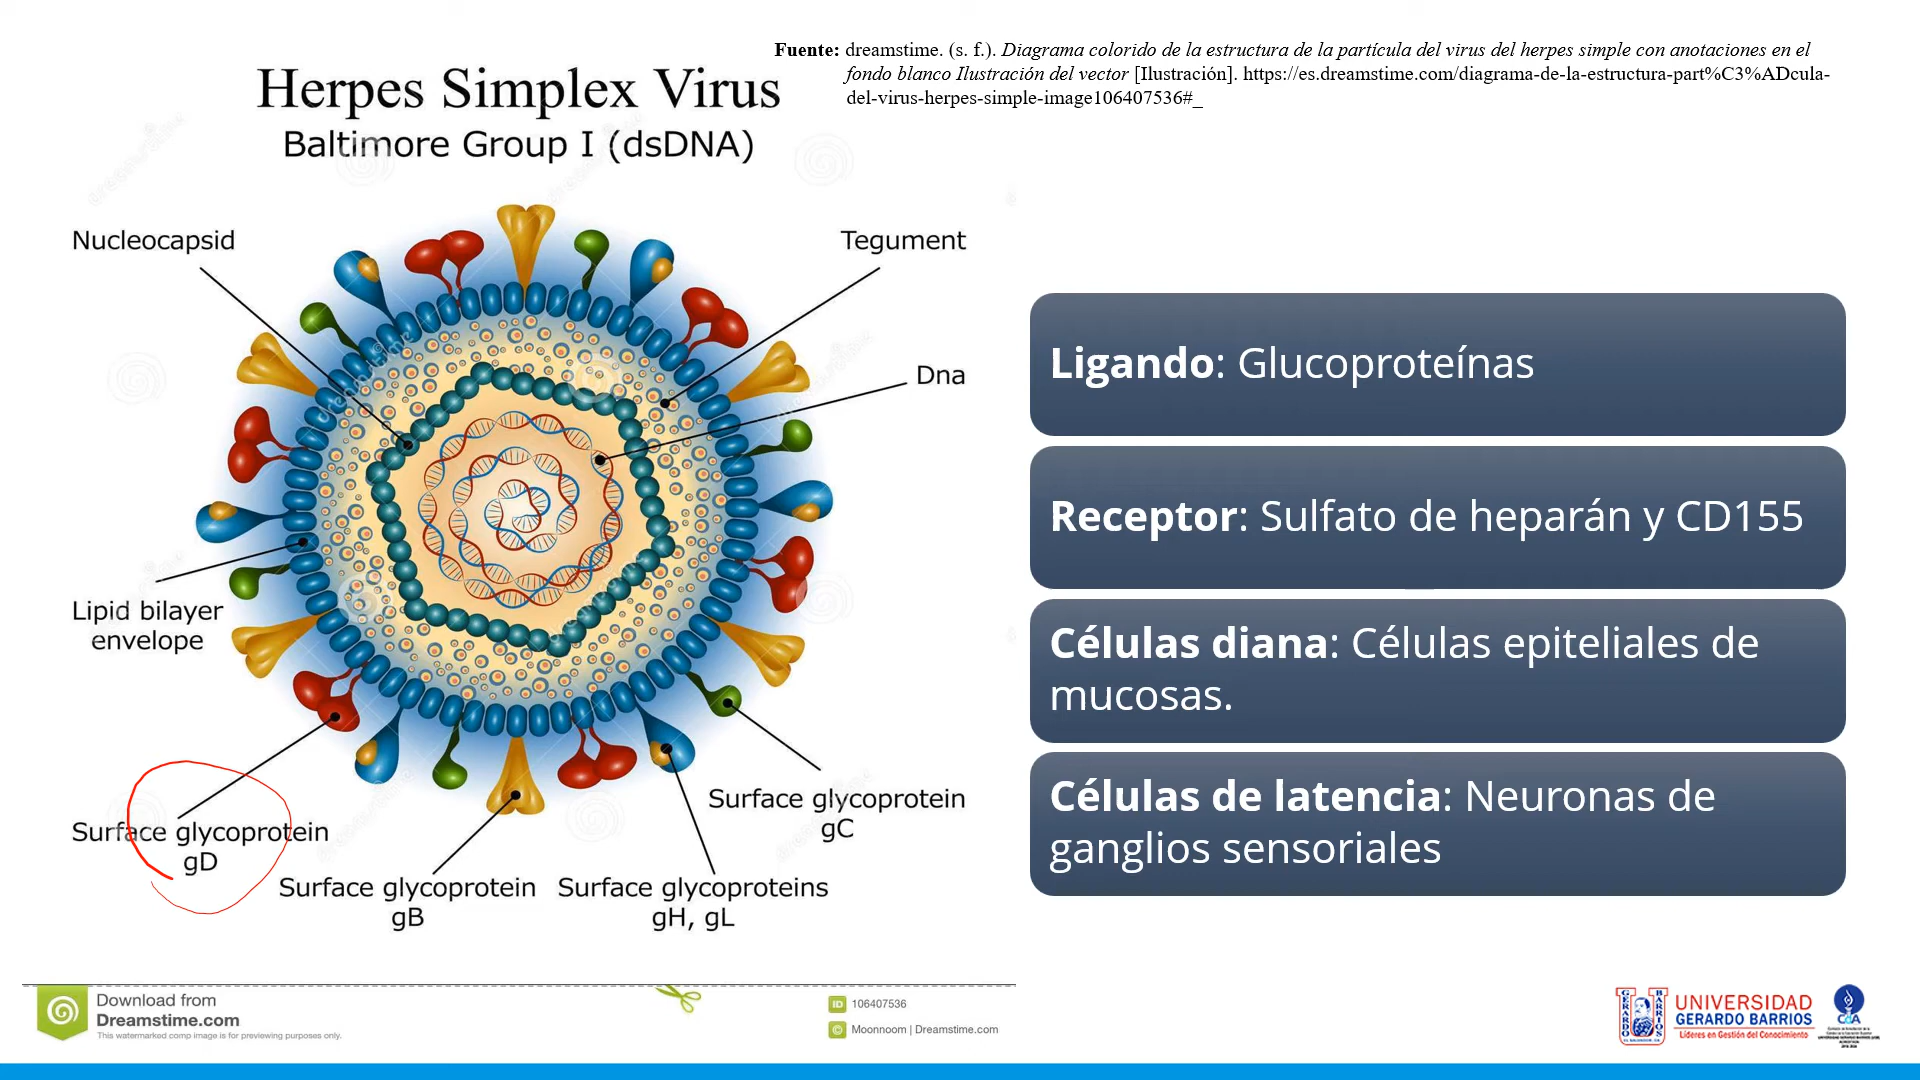 Fuente: dreamstime. (s. f.). Diagrama colorido de la estructura de la partícula del virus del herpes simple con anotaciones en el
fondo blanco Ilustración del vector [Ilustración]. https://es.dreamstime.com/diagrama-de-la-estructura-part%C3%ADcula-
del-virus-herpes-simple-image106407536#_
Herpes Simplex Virus
Baltimore Group I (dsDNA)
Nucleocapsid
Tegument
Dna
Lipid bilayer
envelope
Surface glycoprotein
gD
Surface glycoprotein
gB
Surface glycoproteins
gH, gL
Surface glycoprotein
gC
Ligando: Glucoproteínas
Receptor: Sulfato de heparán y CD155
Células diana: Células epiteliales de
mucosas.
Células de latencia: Neuronas de
ganglios sensoriales
Download from
Dreamstime.com
This watermarked comp image is for previewing purposes only.
ID 106407536
© Moonnoom | Dreamstime.com
GERARDO BARRIOS
UNIVERSIDAD
GERARDO BARRIOS
Líderes en Gestión del Conocimiento
CdA